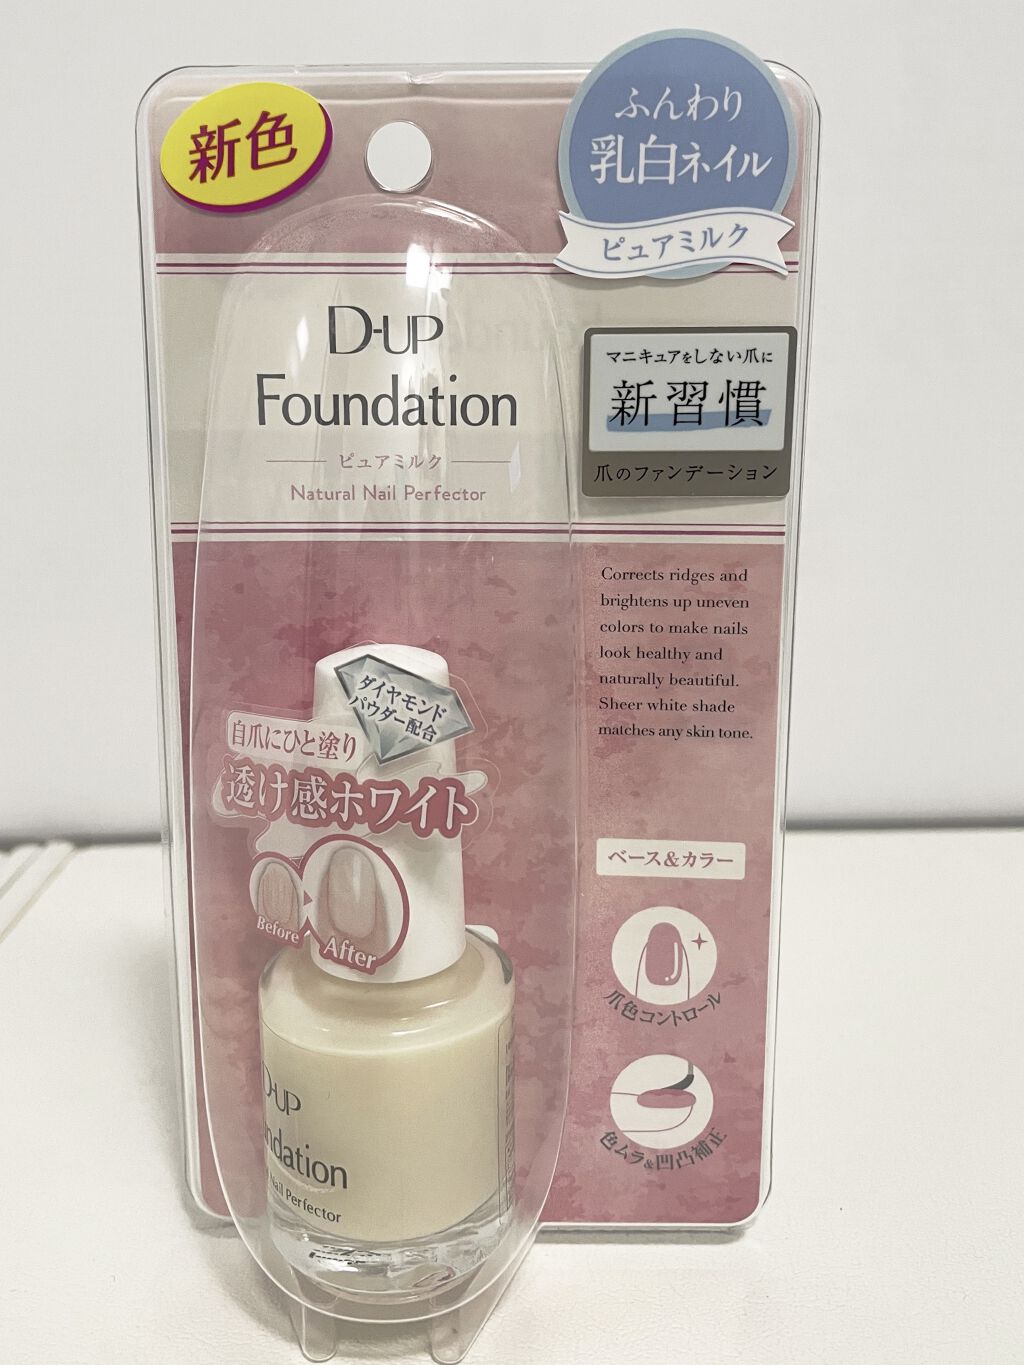 新色
ふんわり
乳白ネイル
ピュアミルク
D-UP
Foundation
ピュアミルク
Natural Nail Perfector
マニキュアをしない爪に
新習慣
爪のファンデーション
Corrects ridges and
brightens up uneven
colors to make nails
look healthy and
naturally beautiful.
Sheer white shade
matches any skin tone.
ダイヤモンド
パウダー配合
自爪にひと塗り
透け感ホワイト
Before
After
ベース&カラー
爪色コントロール
色ムラ&凹凸補正
D-UP
ndation
Nail Perfector